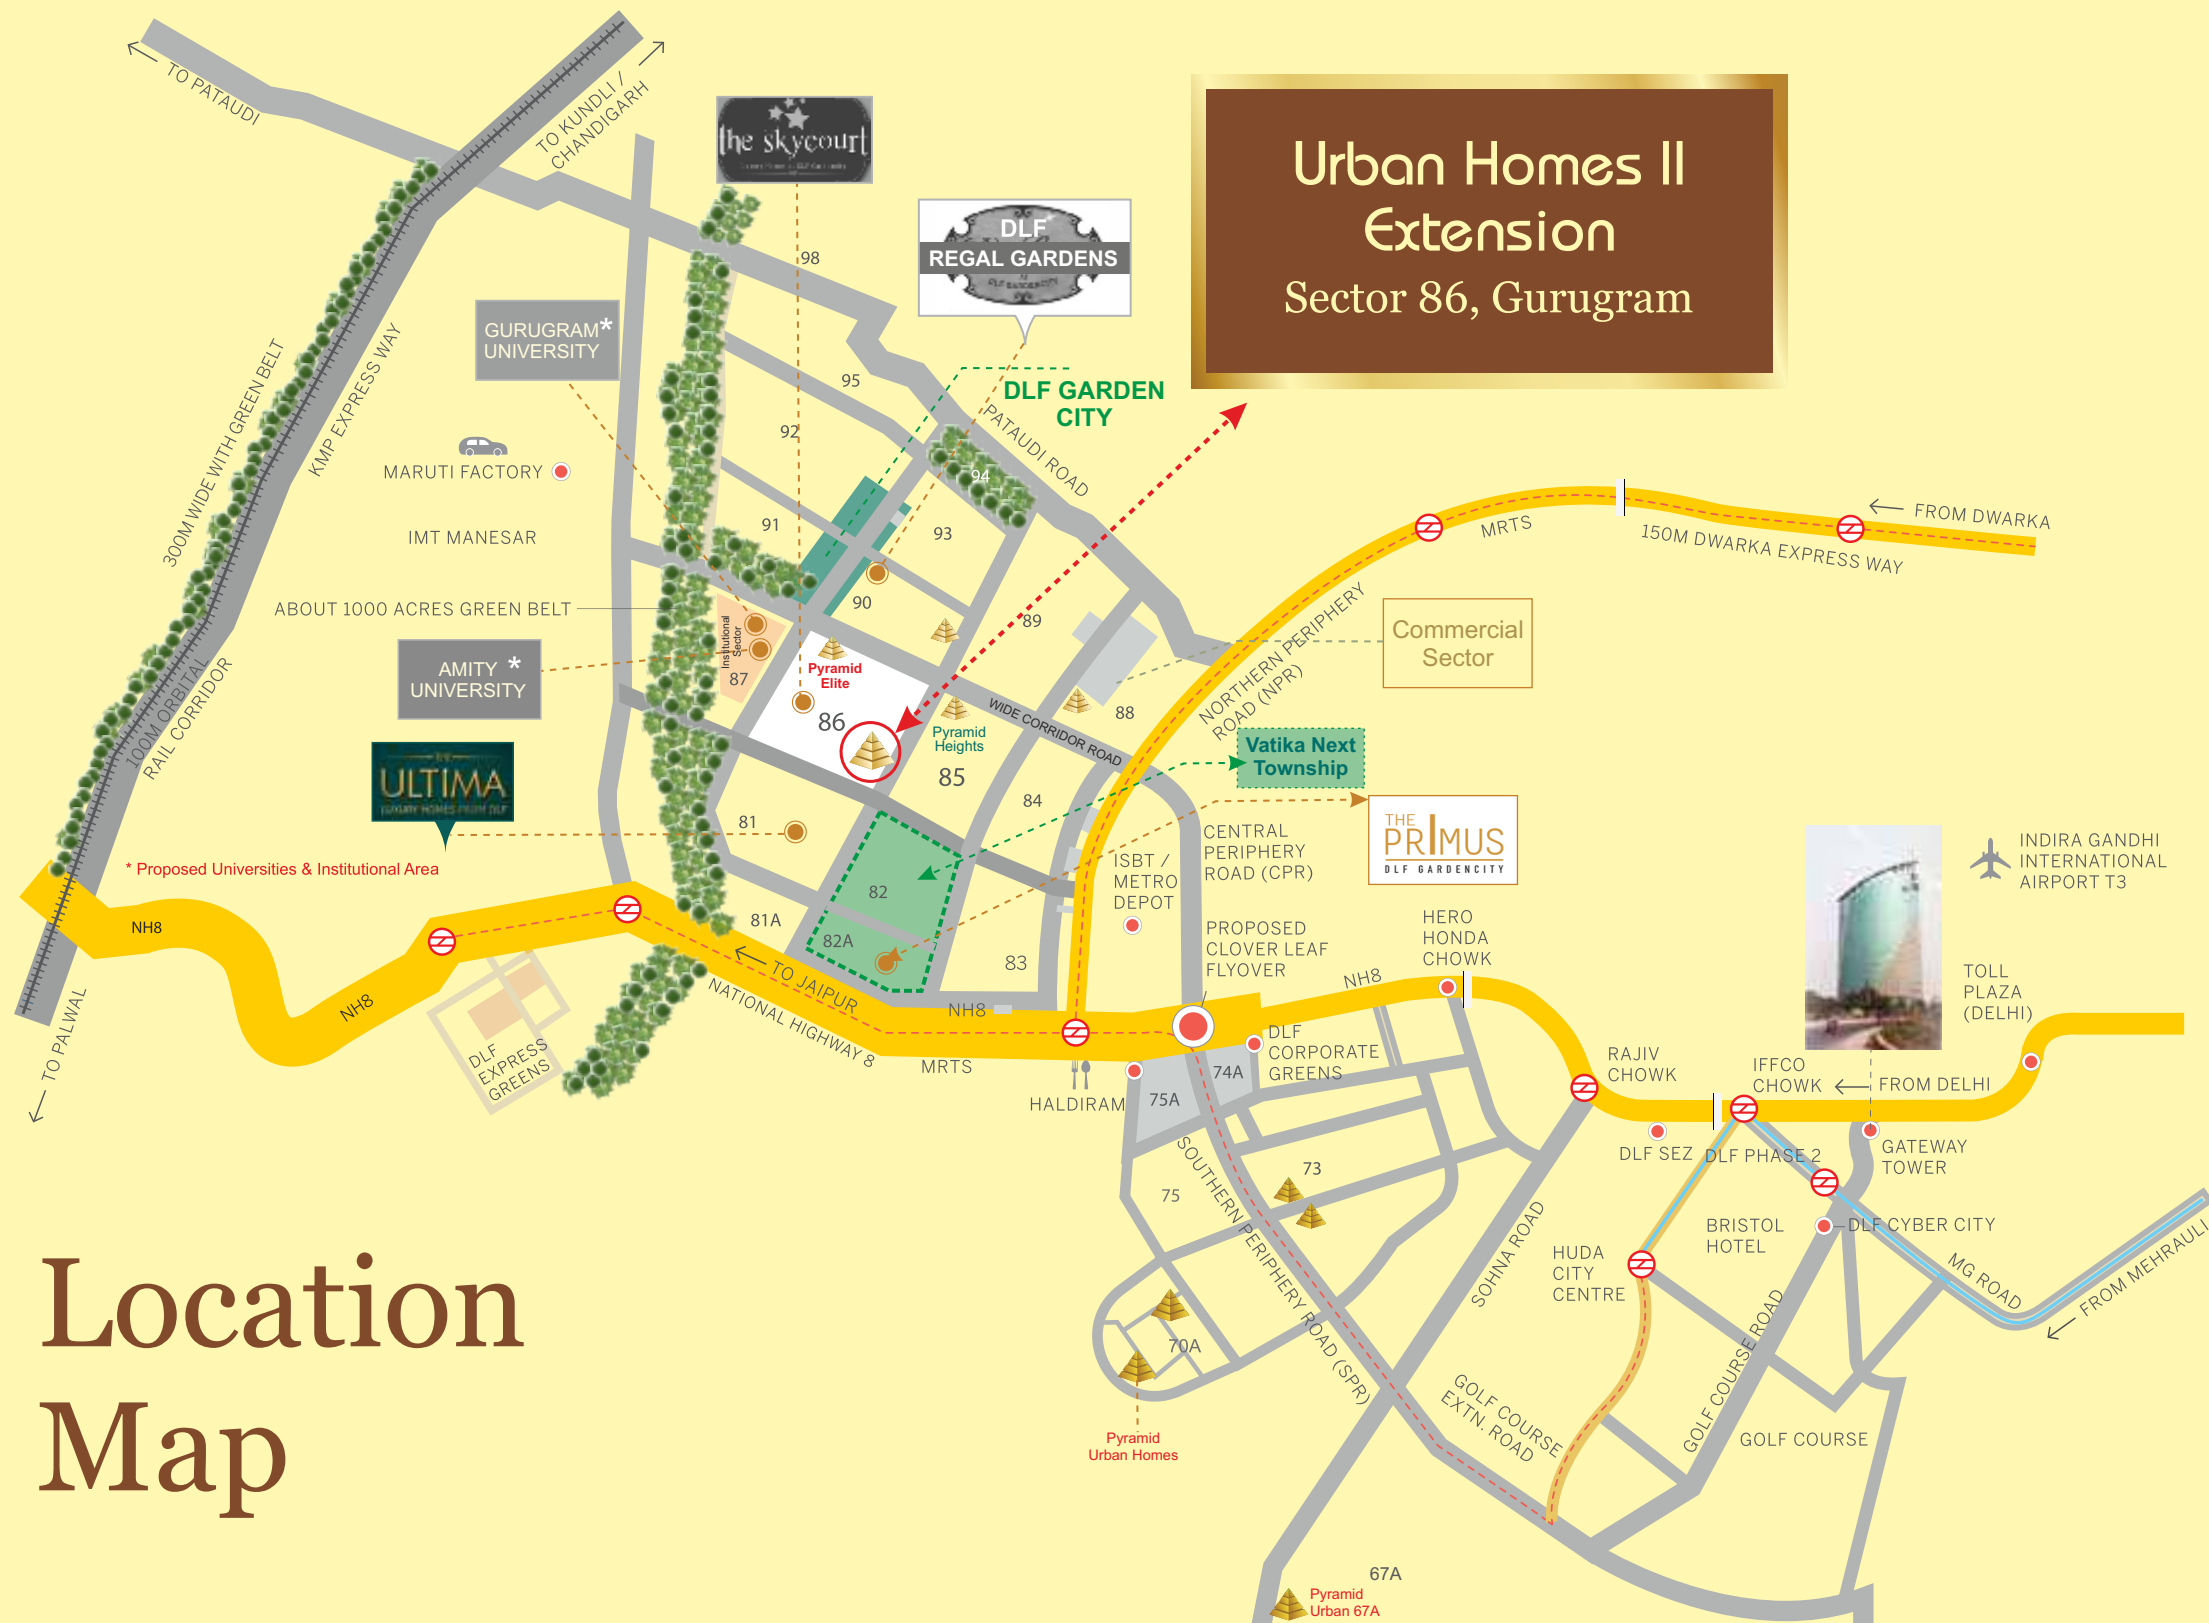 TO PATAUDI
TO KUNDLI /
CHANDIGARH
the skycourt
DLF
REGAL GARDENS
Urban Homes II
Extension
Sector 86, Gurugram
98
GURUGRAM*
UNIVERSITY
95
DLF GARDEN
CITY
PATAUDI ROAD
92
94
300M WIDE WITH GREEN BELT
KMP EXPRESS WAY
MARUTI FACTORY
IMT MANESAR
91
93
MRTS
FROM DWARKA
150M DWARKA EXPRESS WAY
ABOUT 1000 ACRES GREEN BELT
90
89
NORTHERN PERIPHERY
ROAD (NPR)
Commercial
Sector
AMITY *
UNIVERSITY
Institutional
Sector
87
Pyramid
Elite
86
100M ORBITAL
RAIL CORRIDOR
Pyramid
Heights
85
WIDE CORRIDOR ROAD
88
Vatika Next
Township
THE
ULTIMA
LUXURY HOMES FROM DLF
84
81
THE
PRIMUS
DLF GARDENCITY
CENTRAL
PERIPHERY
ROAD (CPR)
ISBT /
METRO
DEPOT
INDIRA GANDHI
INTERNATIONAL
AIRPORT T3
* Proposed Universities & Institutional Area
82
81A
82A
83
NH8
PROPOSED
CLOVER LEAF
FLYOVER
HERO
HONDA
CHOWK
TOLL
PLAZA
(DELHI)
NH8
TO JAIPUR
NATIONAL HIGHWAY 8
NH8
NH8
MRTS
TO PALWAL
DLF
EXPRESS
GREENS
HALDIRAM
DLF
CORPORATE
GREENS
74A
75A
RAJIV
CHOWK
IFFCO
CHOWK
FROM DELHI
DLF SEZ
DLF PHASE 2
GATEWAY
TOWER
73
75
SOUTHERN PERIPHERY ROAD (SPR)
SOHNA ROAD
BRISTOL
HOTEL
DLF CYBER CITY
HUDA
CITY
CENTRE
MG ROAD
FROM MEHRAULI
Location
Map
70A
GOLF COURSE
EXTN. ROAD
GOLF COURSE ROAD
GOLF COURSE
Pyramid
Urban Homes
67A
Pyramid
Urban 67A